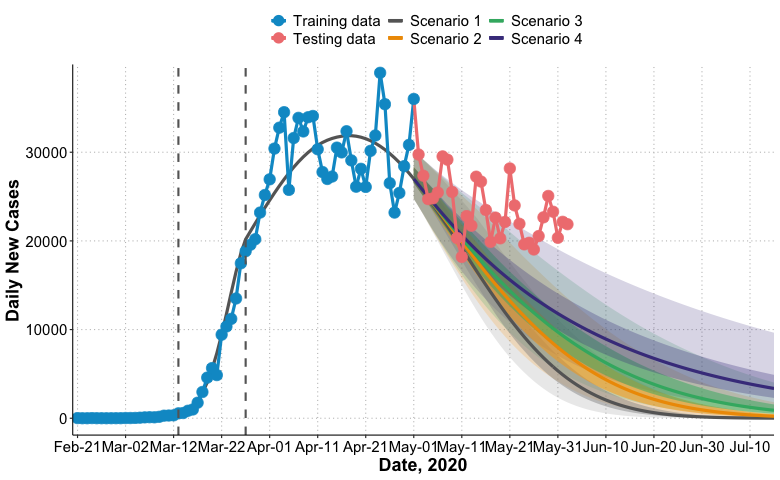 Training data Scenario 1 Scenario 3
Testing data Scenario 2 Scenario 4
30000
20000
10000
0
Daily New Cases
Feb-21 Mar-02 Mar-12 Mar-22 Apr-01 Apr-11 Apr-21 May-01 May-11 May-21 May-31 Jun-10 Jun-20 Jun-30 Jul-10
Date, 2020